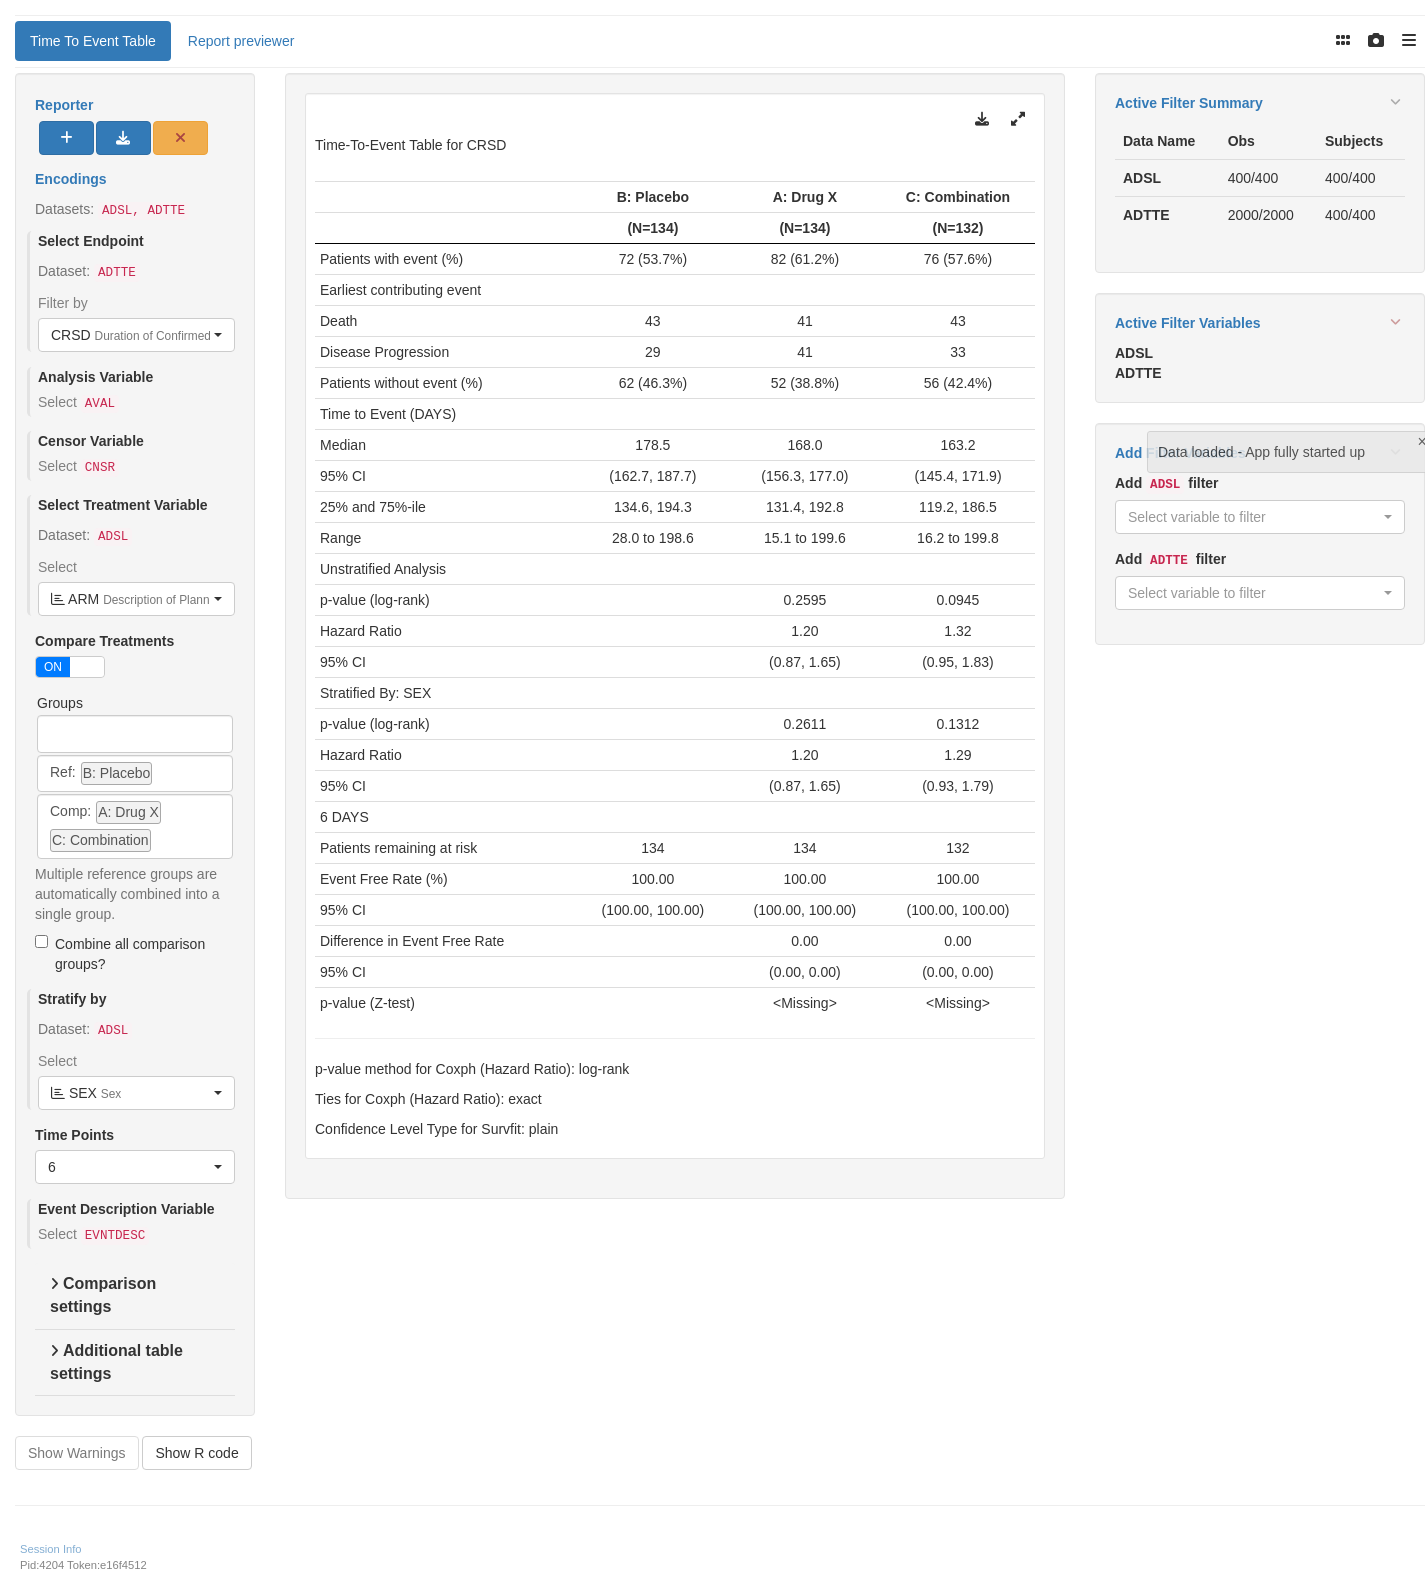 Time To Event Table
Report previewer
Reporter
Encodings
Datasets: ADSL, ADTTE
Select Endpoint
Dataset: ADTTE
Filter by
CRSD Duration of Confirmed
Analysis Variable
Select AVAL
Censor Variable
Select CNSR
Select Treatment Variable
Dataset: ADSL
Select
ARM Description of Plann
Compare Treatments
ON
Groups
Ref: B: Placebo
Comp: A: Drug X
C: Combination
Multiple reference groups are
automatically combined into a
single group.
Combine all comparison
groups?
Stratify by
Dataset: ADSL
Select
SEX Sex
Time Points
6
Event Description Variable
Select EVNTDESC
Comparison
settings
Additional table
settings
Show Warnings
Show R code
Time-To-Event Table for CRSD
B: Placebo A: Drug X C: Combination
(N=134) (N=134) (N=132)
Patients with event (%) 72 (53.7%) 82 (61.2%) 76 (57.6%)
Earliest contributing event
Death 43 41 43
Disease Progression 29 41 33
Patients without event (%) 62 (46.3%) 52 (38.8%) 56 (42.4%)
Time to Event (DAYS)
Median 178.5 168.0 163.2
95% CI (162.7, 187.7) (156.3, 177.0) (145.4, 171.9)
25% and 75%-ile 134.6, 194.3 131.4, 192.8 119.2, 186.5
Range 28.0 to 198.6 15.1 to 199.6 16.2 to 199.8
Unstratified Analysis
p-value (log-rank) 0.2595 0.0945
Hazard Ratio 1.20 1.32
95% CI (0.87, 1.65) (0.95, 1.83)
Stratified By: SEX
p-value (log-rank) 0.2611 0.1312
Hazard Ratio 1.20 1.29
95% CI (0.87, 1.65) (0.93, 1.79)
6 DAYS
Patients remaining at risk 134 134 132
Event Free Rate (%) 100.00 100.00 100.00
95% CI (100.00, 100.00) (100.00, 100.00) (100.00, 100.00)
Difference in Event Free Rate 0.00 0.00
95% CI (0.00, 0.00) (0.00, 0.00)
p-value (Z-test) <Missing> <Missing>
p-value method for Coxph (Hazard Ratio): log-rank
Ties for Coxph (Hazard Ratio): exact
Confidence Level Type for Survfit: plain
Active Filter Summary
Data Name Obs Subjects
ADSL 400/400 400/400
ADTTE 2000/2000 400/400
Active Filter Variables
ADSL
ADTTE
Add
Data loaded - App fully started up
×
Add ADSL filter
Select variable to filter
Add ADTTE filter
Select variable to filter
Session Info
Pid:4204 Token:e16f4512